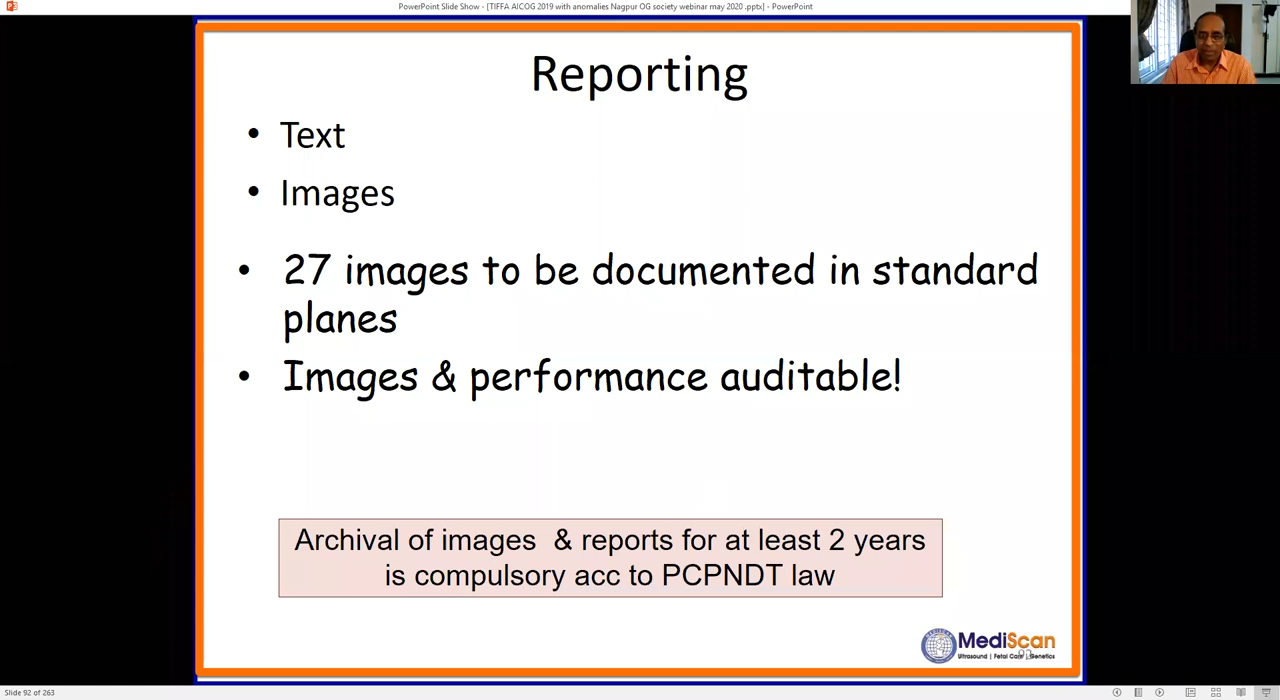 PowerPoint Slide Show - [TIFFA AICOG 2019 with anomalies Nagpur OG society webinar may 2020 .pptx] - PowerPoint
Reporting
• Text
• Images
• 27 images to be documented in standard
planes
• Images & performance auditable!
Archival of images & reports for at least 2 years
is compulsory acc to PCPNDT law
MediScan
Ultrasound | Fetal Care | Genetics
Slide 92 of 263